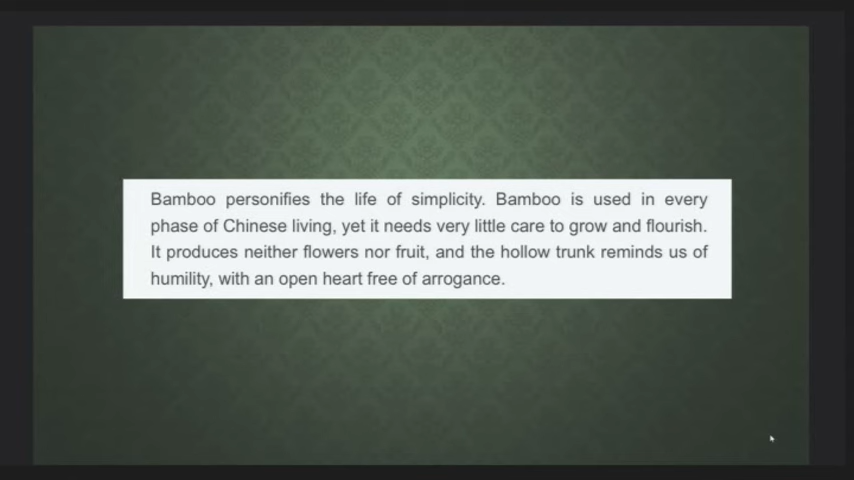 Bamboo personifies the life of simplicity. Bamboo is used in every
phase of Chinese living, yet it needs very little care to grow and flourish.
It produces neither flowers nor fruit, and the hollow trunk reminds us of
humility, with an open heart free of arrogance.